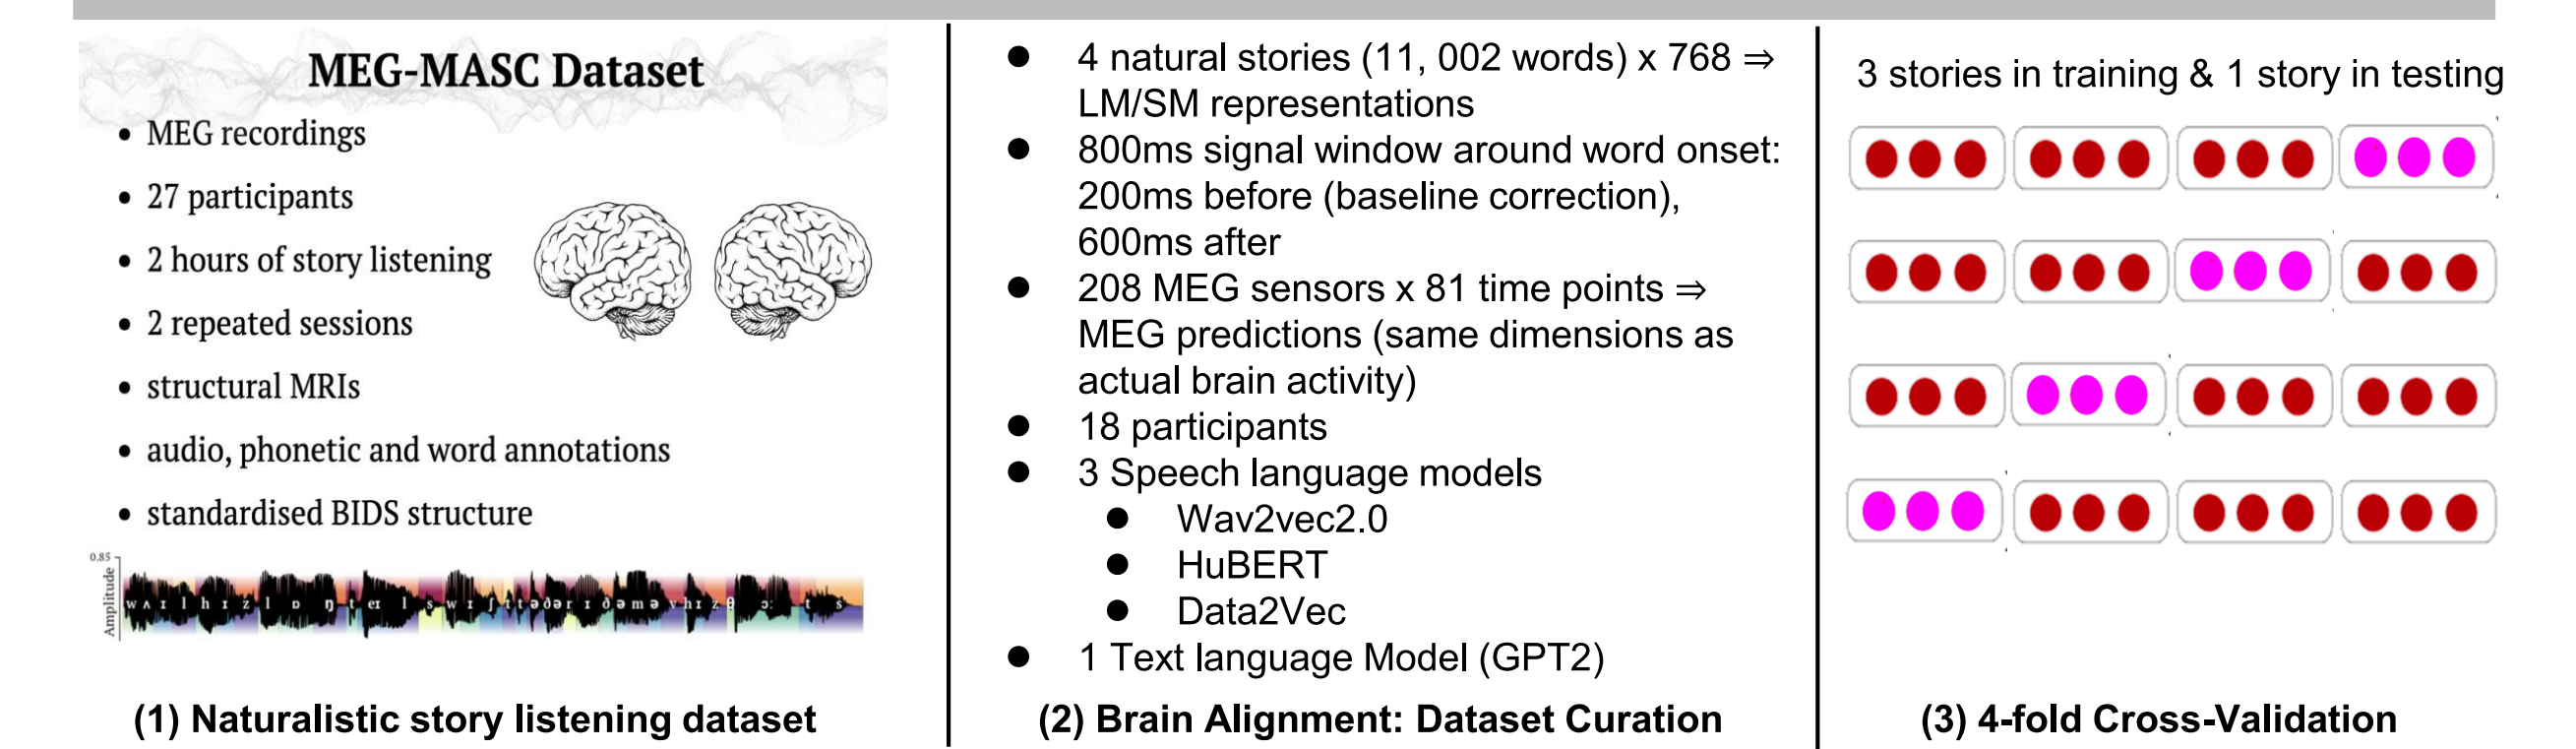 MEG-MASC Dataset
• MEG recordings
• 27 participants
• 2 hours of story listening
• 2 repeated sessions
• structural MRIs
• audio, phonetic and word annotations
• standardised BIDS structure
0.85
Amplitude
(1) Naturalistic story listening dataset
● 4 natural stories (11, 002 words) x 768 ⇒
LM/SM representations
● 800ms signal window around word onset:
200ms before (baseline correction),
600ms after
● 208 MEG sensors x 81 time points ⇒
MEG predictions (same dimensions as
actual brain activity)
● 18 participants
● 3 Speech language models
● Wav2vec2.0
● HuBERT
● Data2Vec
● 1 Text language Model (GPT2)
(2) Brain Alignment: Dataset Curation
3 stories in training & 1 story in testing
(3) 4-fold Cross-Validation